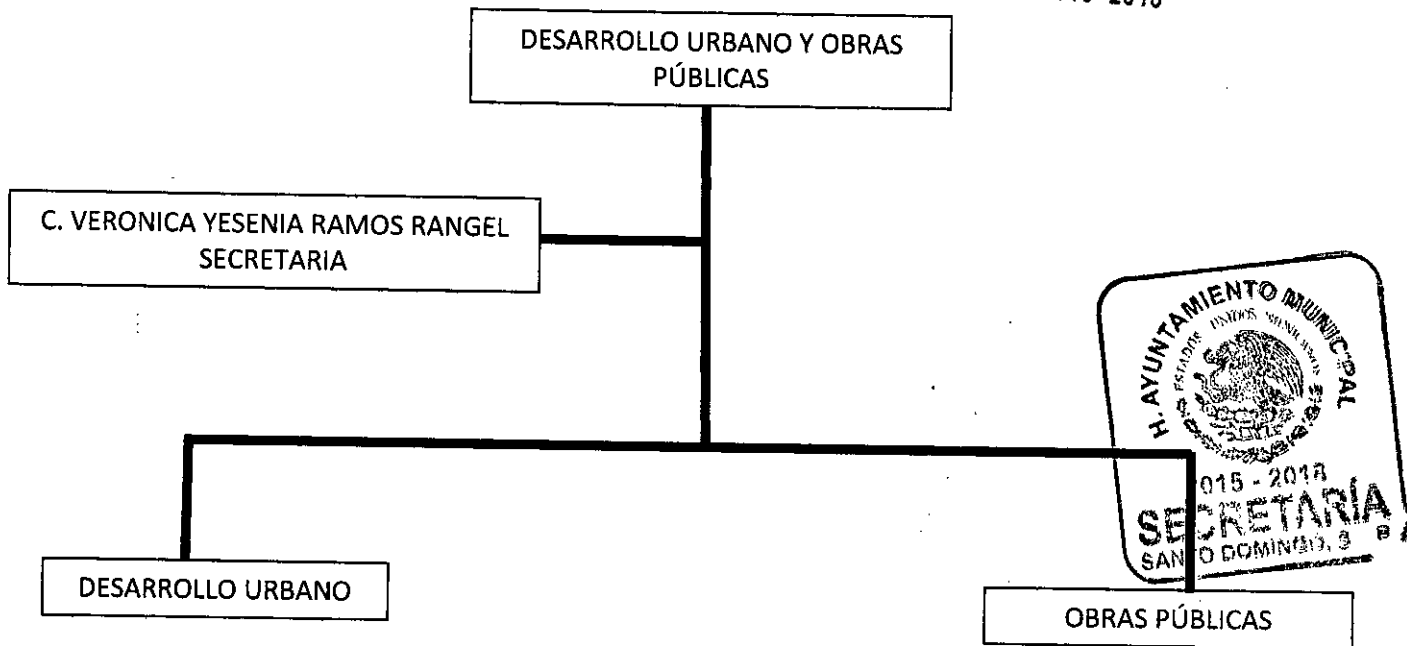 DESARROLLO URBANO Y OBRAS
PÚBLICAS
C. VERONICA YESENIA RAMOS RANGEL
SECRETARIA
H. AYUNTAMIENTO MUNICIPAL
ESTADOS UNIDOS MEXICANOS
015 - 2018
SECRETARÍA
SANTO DOMINGO, S
DESARROLLO URBANO
OBRAS PÚBLICAS